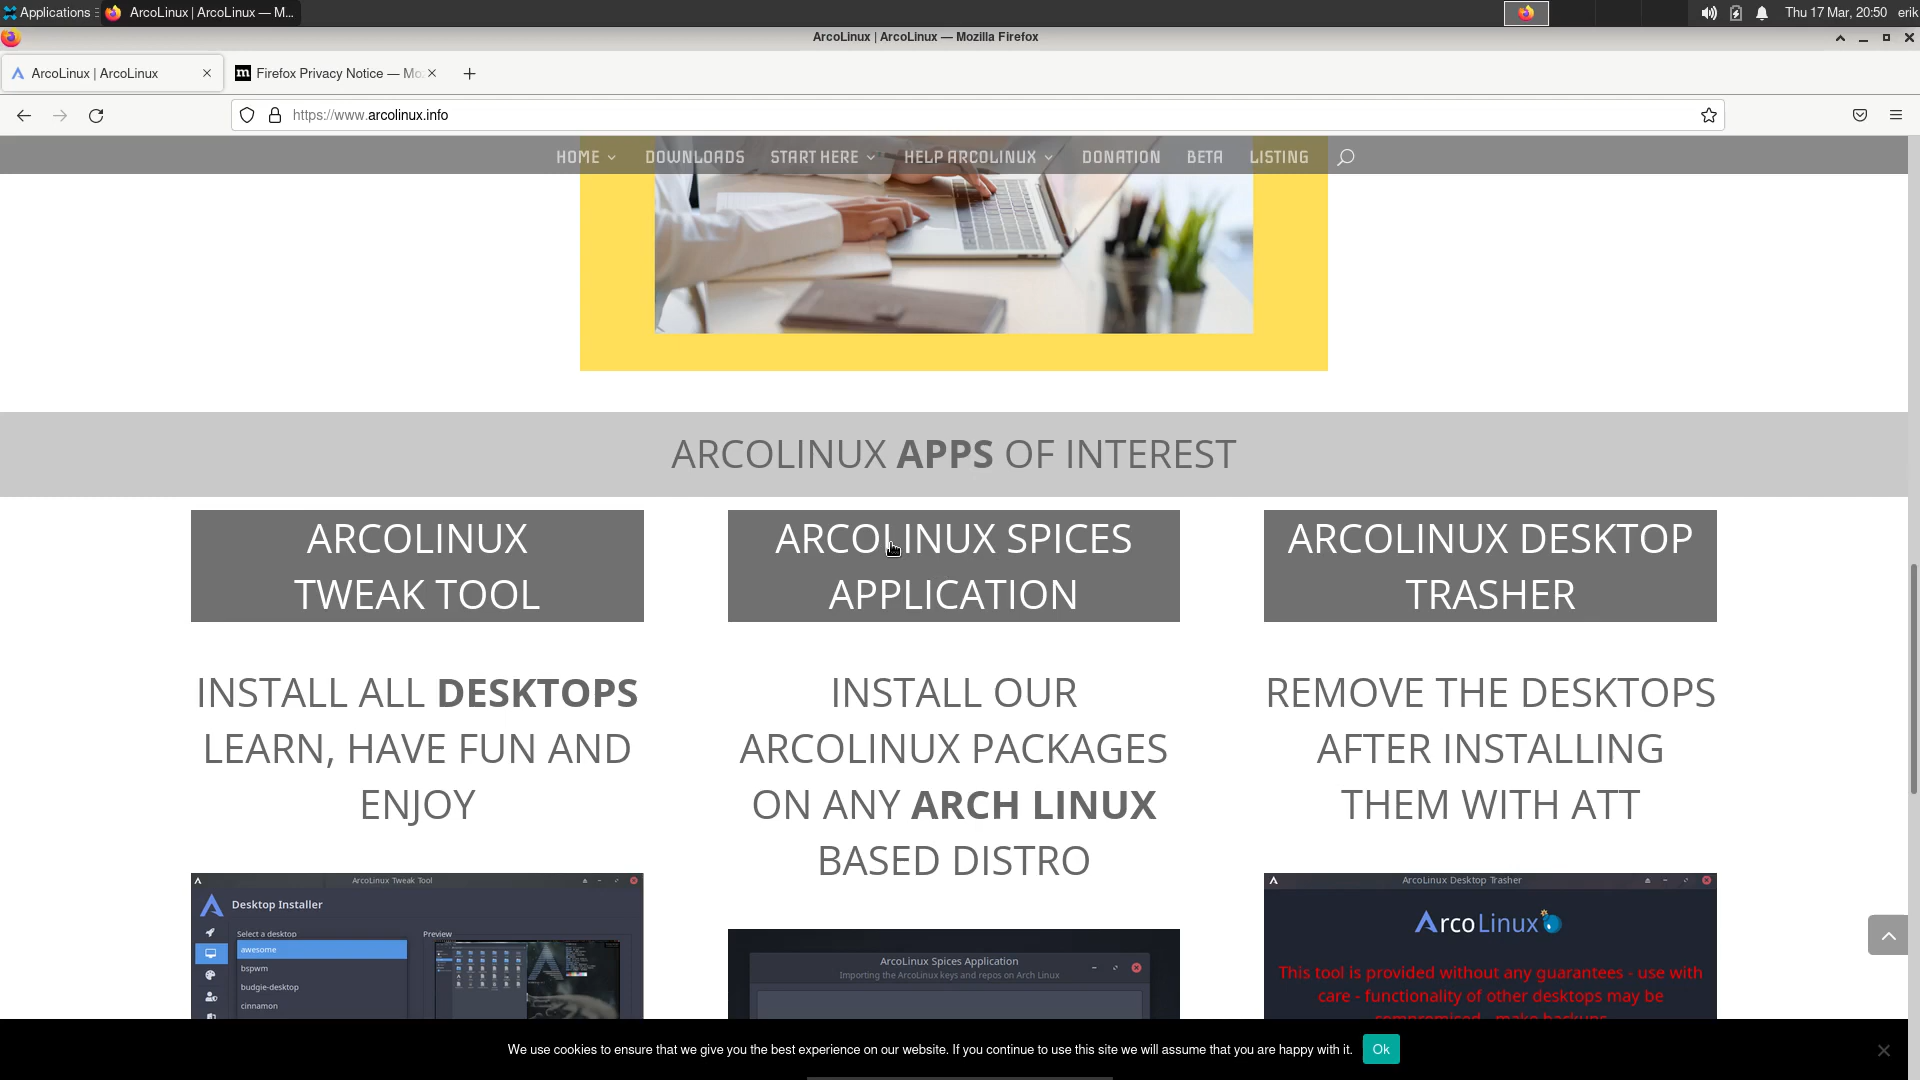 Applications
ArcoLinux | ArcoLinux — M...
Thu 17 Mar, 20:50
erik
ArcoLinux | ArcoLinux — Mozilla Firefox
ArcoLinux | ArcoLinux
Firefox Privacy Notice — Mo
https://www.arcolinux.info
HOME DOWNLOADS START HERE HELP ARCOLINUX DONATION BETA LISTING
ARCOLINUX APPS OF INTEREST
ARCOLINUX
TWEAK TOOL
INSTALL ALL DESKTOPS
LEARN, HAVE FUN AND
ENJOY
ArcoLinux Tweak Tool
Desktop Installer
Select a desktop
Preview
awesome
bspwm
budgie-desktop
cinnamon
ARCOLINUX SPICES
APPLICATION
INSTALL OUR
ARCOLINUX PACKAGES
ON ANY ARCH LINUX
BASED DISTRO
ArcoLinux Spices Application
Importing the ArcoLinux keys and repos on Arch Linux
ARCOLINUX DESKTOP
TRASHER
REMOVE THE DESKTOPS
AFTER INSTALLING
THEM WITH ATT
ArcoLinux Desktop Trasher
ArcoLinux
This tool is provided without any guarantees - use with
care - functionality of other desktops may be
compromised - make backups
We use cookies to ensure that we give you the best experience on our website. If you continue to use this site we will assume that you are happy with it.
Ok